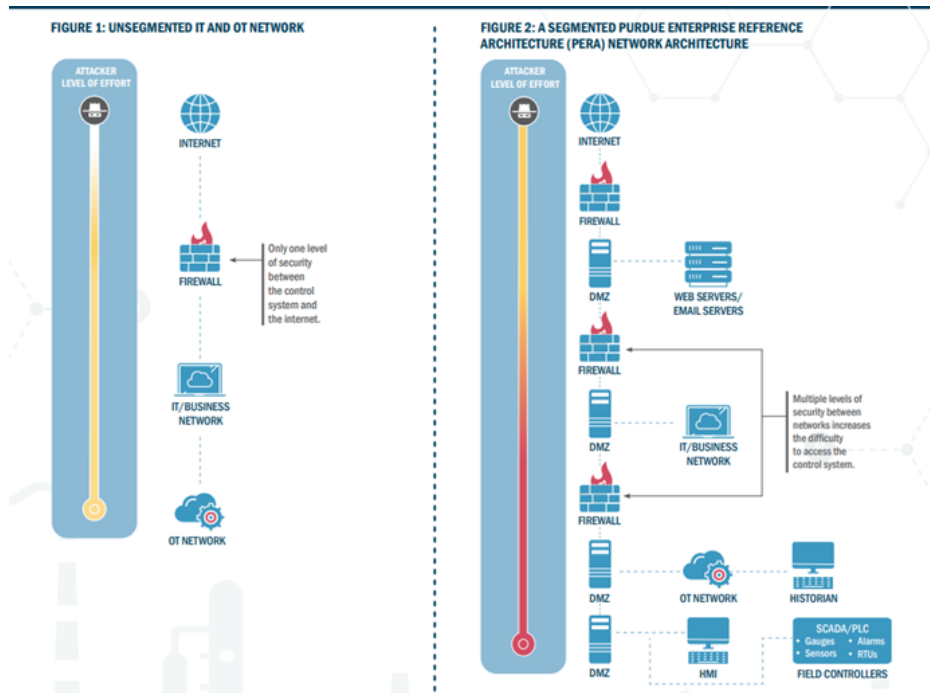 FIGURE 1: UNSEGMENTED IT AND OT NETWORK
ATTACKER
LEVEL OF EFFORT
INTERNET
FIREWALL
Only one level
of security
between
the control
system and
the internet.
IT/BUSINESS
NETWORK
OT NETWORK
FIGURE 2: A SEGMENTED PURDUE ENTERPRISE REFERENCE
ARCHITECTURE (PERA) NETWORK ARCHITECTURE
ATTACKER
LEVEL OF EFFORT
INTERNET
FIREWALL
DMZ
WEB SERVERS/
EMAIL SERVERS
FIREWALL
Multiple levels of
security between
networks increases
the difficulty
to access the
control system.
DMZ
IT/BUSINESS
NETWORK
FIREWALL
DMZ
OT NETWORK
HISTORIAN
DMZ
HMI
SCADA/PLC
• Gauges • Alarms
• Sensors • RTUs
FIELD CONTROLLERS